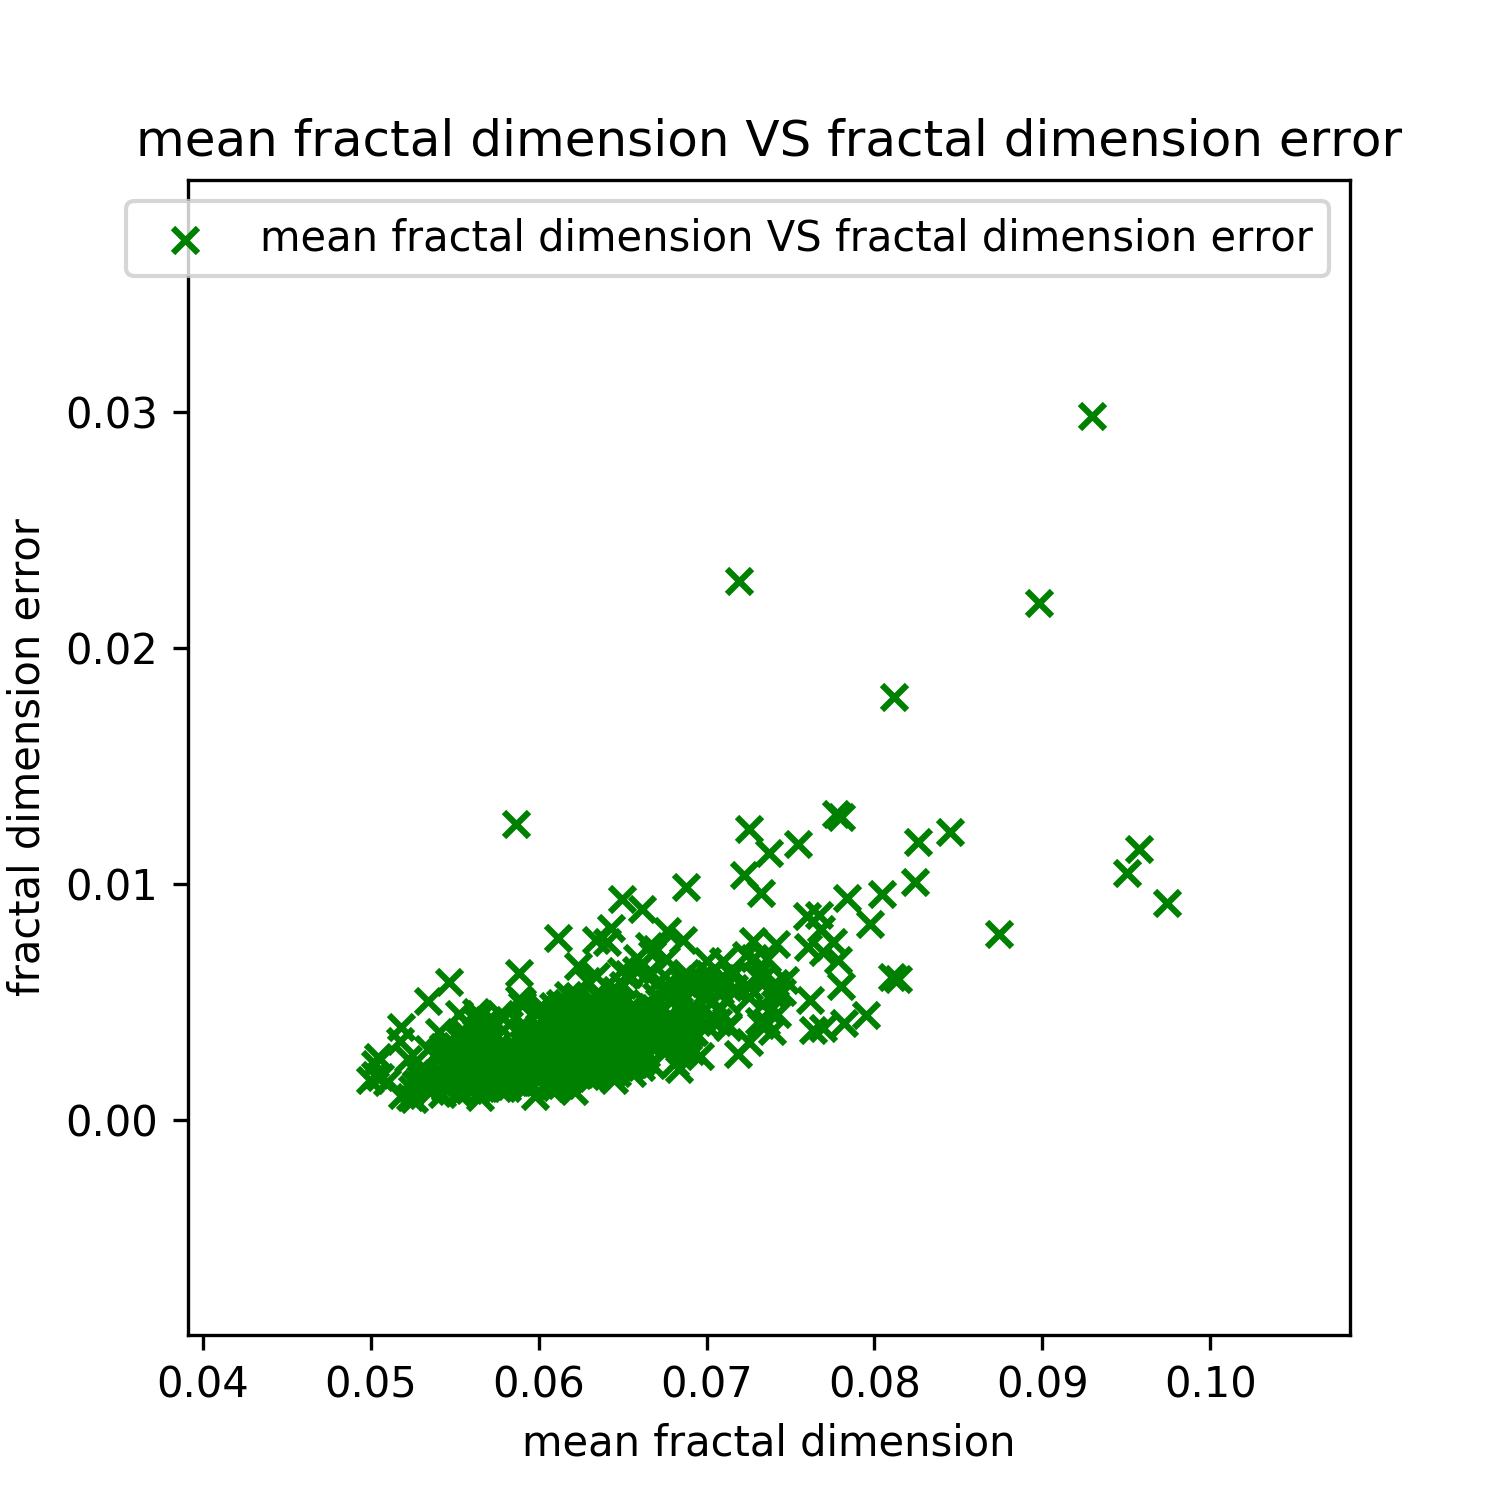 mean fractal dimension VS fractal dimension error
mean fractal dimension VS fractal dimension error
fractal dimension error
0.03
0.02
0.01
0.00
0.04 0.05 0.06 0.07 0.08 0.09 0.10
mean fractal dimension